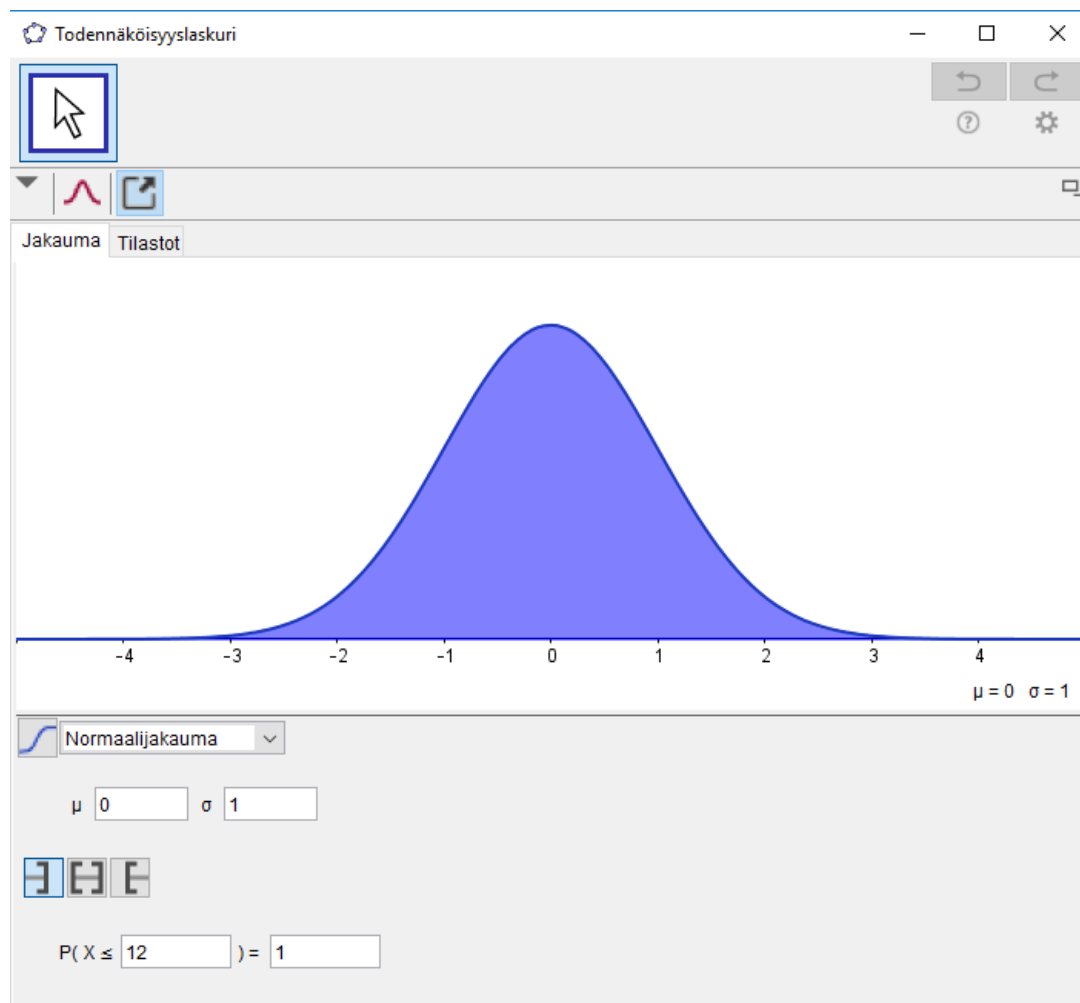 Todennäköisyyslaskuri
Jakauma Tilastot
-4 -3 -2 -1 0 1 2 3 4
μ = 0 σ = 1
Normaalijakauma
μ 0 σ 1
P( X ≤ 12 ) = 1